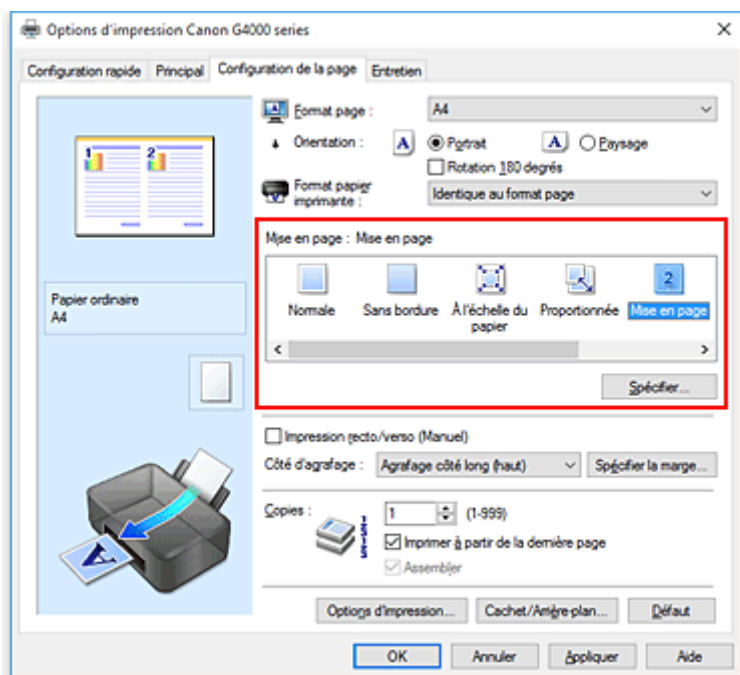 Options d'impression Canon G4000 series
Configuration rapide Principal Configuration de la page Entretien
Format page : A4
Orientation : A Portrait A Paysage
Rotation 180 degrés
Format papier imprimante : Identique au format page
1 2
Mise en page : Mise en page
2
Normale Sans bordure À l'échelle du papier Proportionnée Mise en page
Spécifier...
Papier ordinaire
A4
Impression recto/verso (Manuel)
Côté d'agrafage : Agrafage côté long (haut) Spécifier la marge...
Copies : 1 (1-999)
Imprimer à partir de la dernière page
Assembler
A
Options d'impression... Cachet/Arrière-plan... Défaut
OK Annuler Appliquer Aide